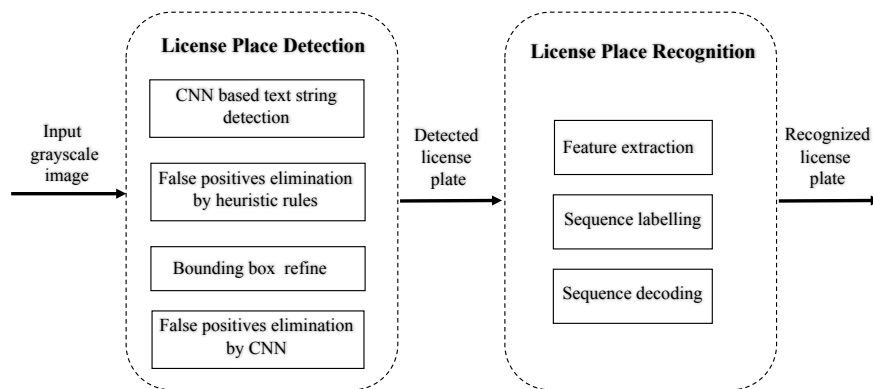 Input
grayscale
image
License Place Detection
CNN based text string
detection
False positives elimination
by heuristic rules
Bounding box refine
False positives elimination
by CNN
Detected
license
plate
License Place Recognition
Feature extraction
Sequence labelling
Sequence decoding
Recognized
license
plate